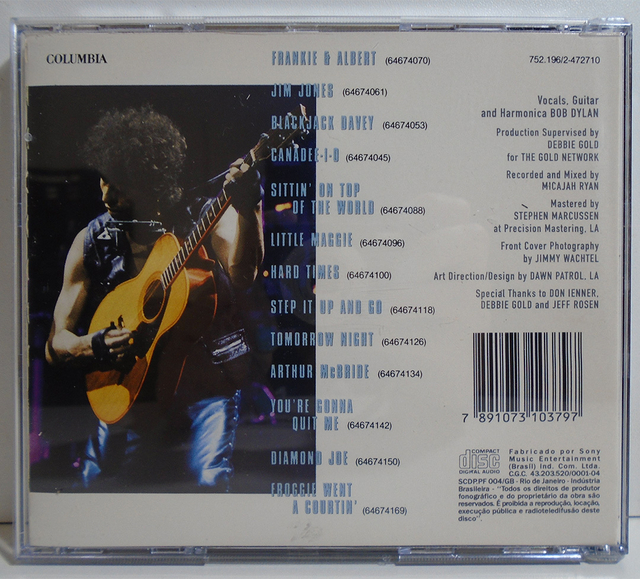 COLUMBIA
FRANKIE & ALBERT (64674070)
JIM JONES (64674061)
BLACKJACK DAVEY (64674053)
CANADEE-I-O (64674045)
SITTIN' ON TOP
OF THE WORLD (64674088)
LITTLE MAGGIE (64674096)
HARD TIMES (64674100)
STEP IT UP AND GO (64674118)
TOMORROW NIGHT (64674126)
ARTHUR McBRIDE (64674134)
YOU'RE GONNA
QUIT ME (64674142)
DIAMOND JOE (64674150)
FROGGIE WENT
A COURTIN' (64674169)
752.196/2-472710
Vocals, Guitar
and Harmonica BOB DYLAN
Production Supervised by
DEBBIE GOLD
for THE GOLD NETWORK
Recorded and Mixed by
MICAJAH RYAN
Mastered by
STEPHEN MARCUSSEN
at Precision Mastering, LA
Front Cover Photography
by JIMMY WACHTEL
Art Direction/Design by DAWN PATROL, LA
Special Thanks to DON IENNER,
DEBBIE GOLD and JEFF ROSEN
7 891073 103797
COMPACT
disc
DIGITAL AUDIO
Fabricado por Sony
Music Entertainment
(Brasil) Ind. Com. Ltda.
C.G.C. 43.203.520/0001-04
SCDP.PF 004/GB - Rio de Janeiro - Indústria
Brasileira - "Todos os direitos de produtor
fonográfico e do proprietário da obra são
reservados. É proibida a reprodução, locação,
execução pública e radioteledifusão deste
disco".